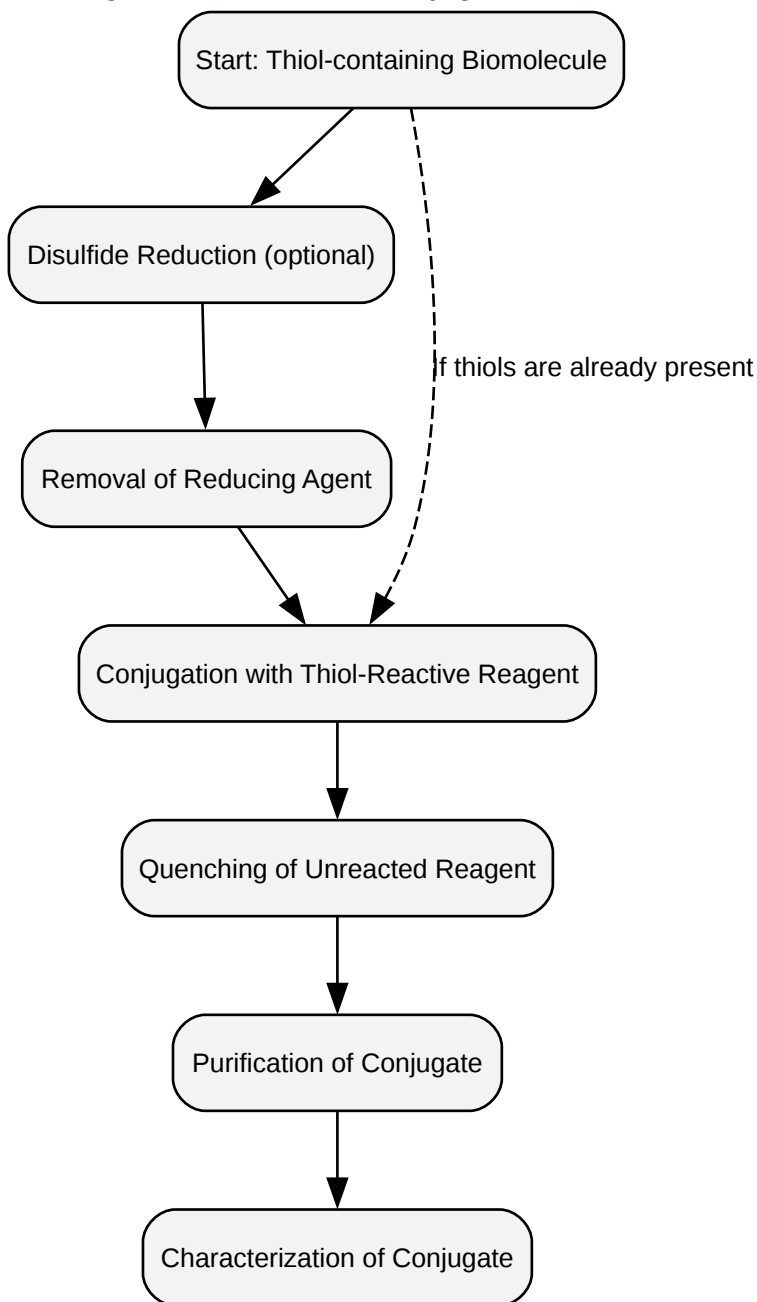 Start: Thiol-containing Biomolecule
Disulfide Reduction (optional)
If thiols are already present
Removal of Reducing Agent
Conjugation with Thiol-Reactive Reagent
Quenching of Unreacted Reagent
Purification of Conjugate
Characterization of Conjugate